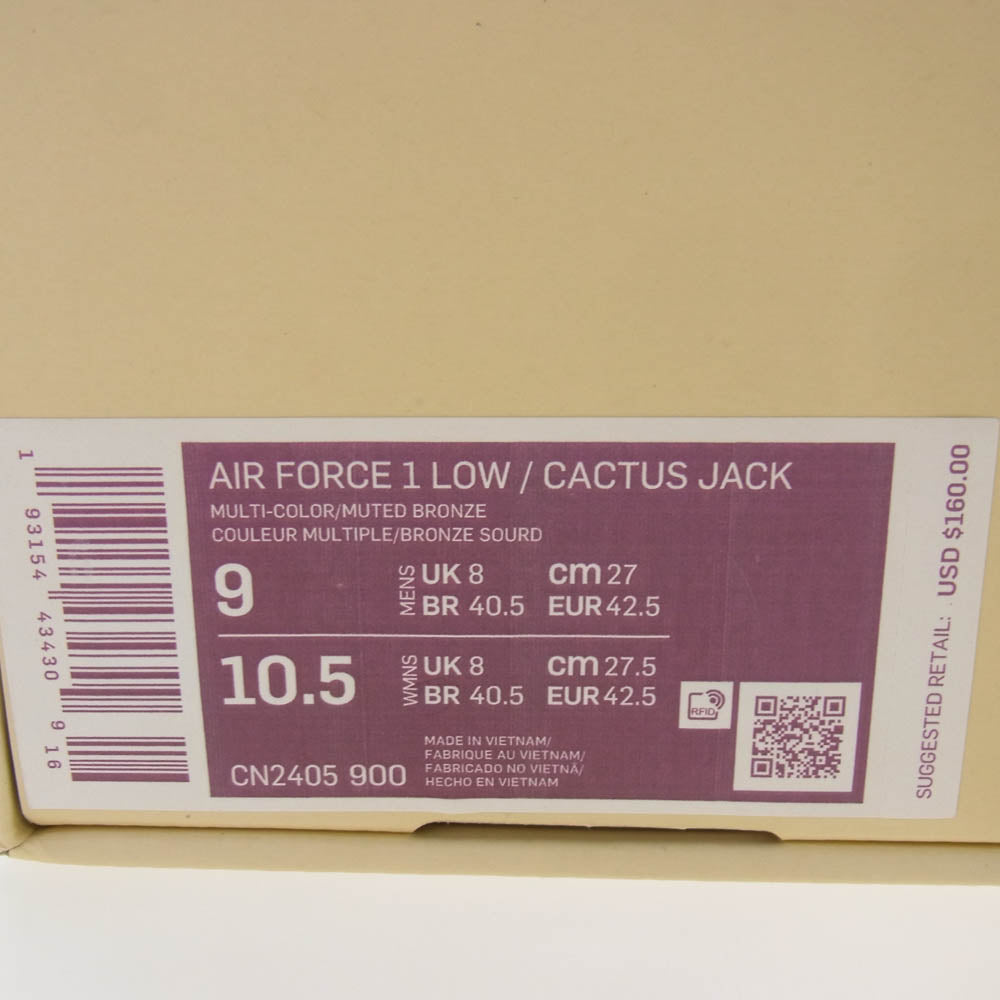 AIR FORCE 1 LOW / CACTUS JACK
MULTI-COLOR/MUTED BRONZE
COULEUR MULTIPLE/BRONZE SOURD
9 MENS UK 8 cm 27
BR 40.5 EUR 42.5
10.5 WMNS UK 8 cm 27.5
BR 40.5 EUR 42.5
RFID
CN2405 900
MADE IN VIETNAM/
FABRIQUE AU VIETNAM/
FABRICADO NO VIETNÃ/
HECHO EN VIETNAM
SUGGESTED RETAIL: USD $160.00
1 93154 43430 9 16